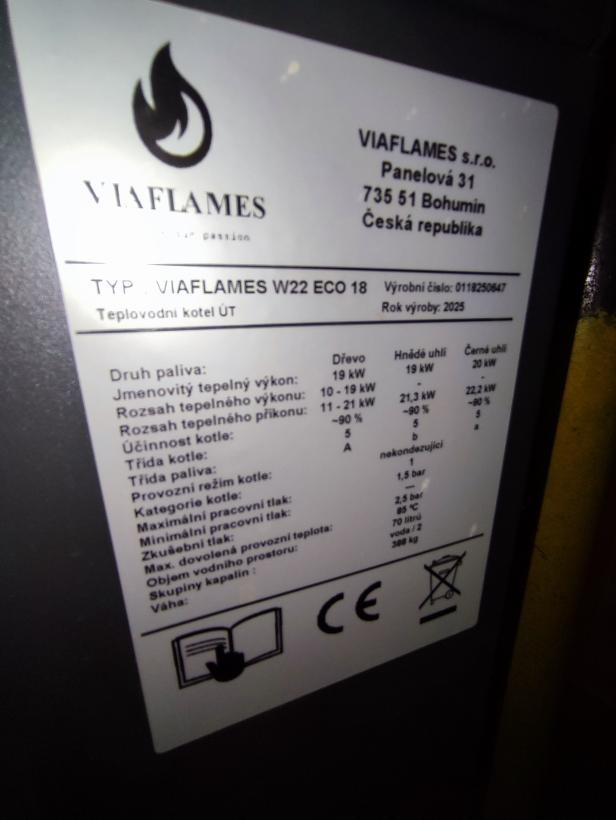 VIAFLAMES
passion
VIAFLAMES s.r.o.
Panelová 31
735 51 Bohumín
Česká republika
TYP : VIAFLAMES W22 ECO 18
Teplovodní kotel ÚT
Výrobní číslo: 0118250647
Rok výroby: 2025
Druh paliva: Dřevo Hnědé uhlí Černé uhlí
Jmenovitý tepelný výkon: 19 kW 19 kW 20 kW
Rozsah tepelného výkonu: 10 - 19 kW - -
Rozsah tepelného příkonu: 11 - 21 kW 21,3 kW 22,2 kW
Účinnost kotle: ~90 % ~90 % ~90 %
Třída kotle: 5 5 5
Třída paliva: A b a
Provozní režim kotle: nekondezující
Kategorie kotle: 1
Maximální pracovní tlak: 1,5 bar
Minimální pracovní tlak: —
Zkušební tlak: 2,5 bar
Max. dovolená provozní teplota: 85 °C
Objem vodního prostoru: 70 litrů
Skupiny kapalin : voda / 2
Váha: 388 kg
CE